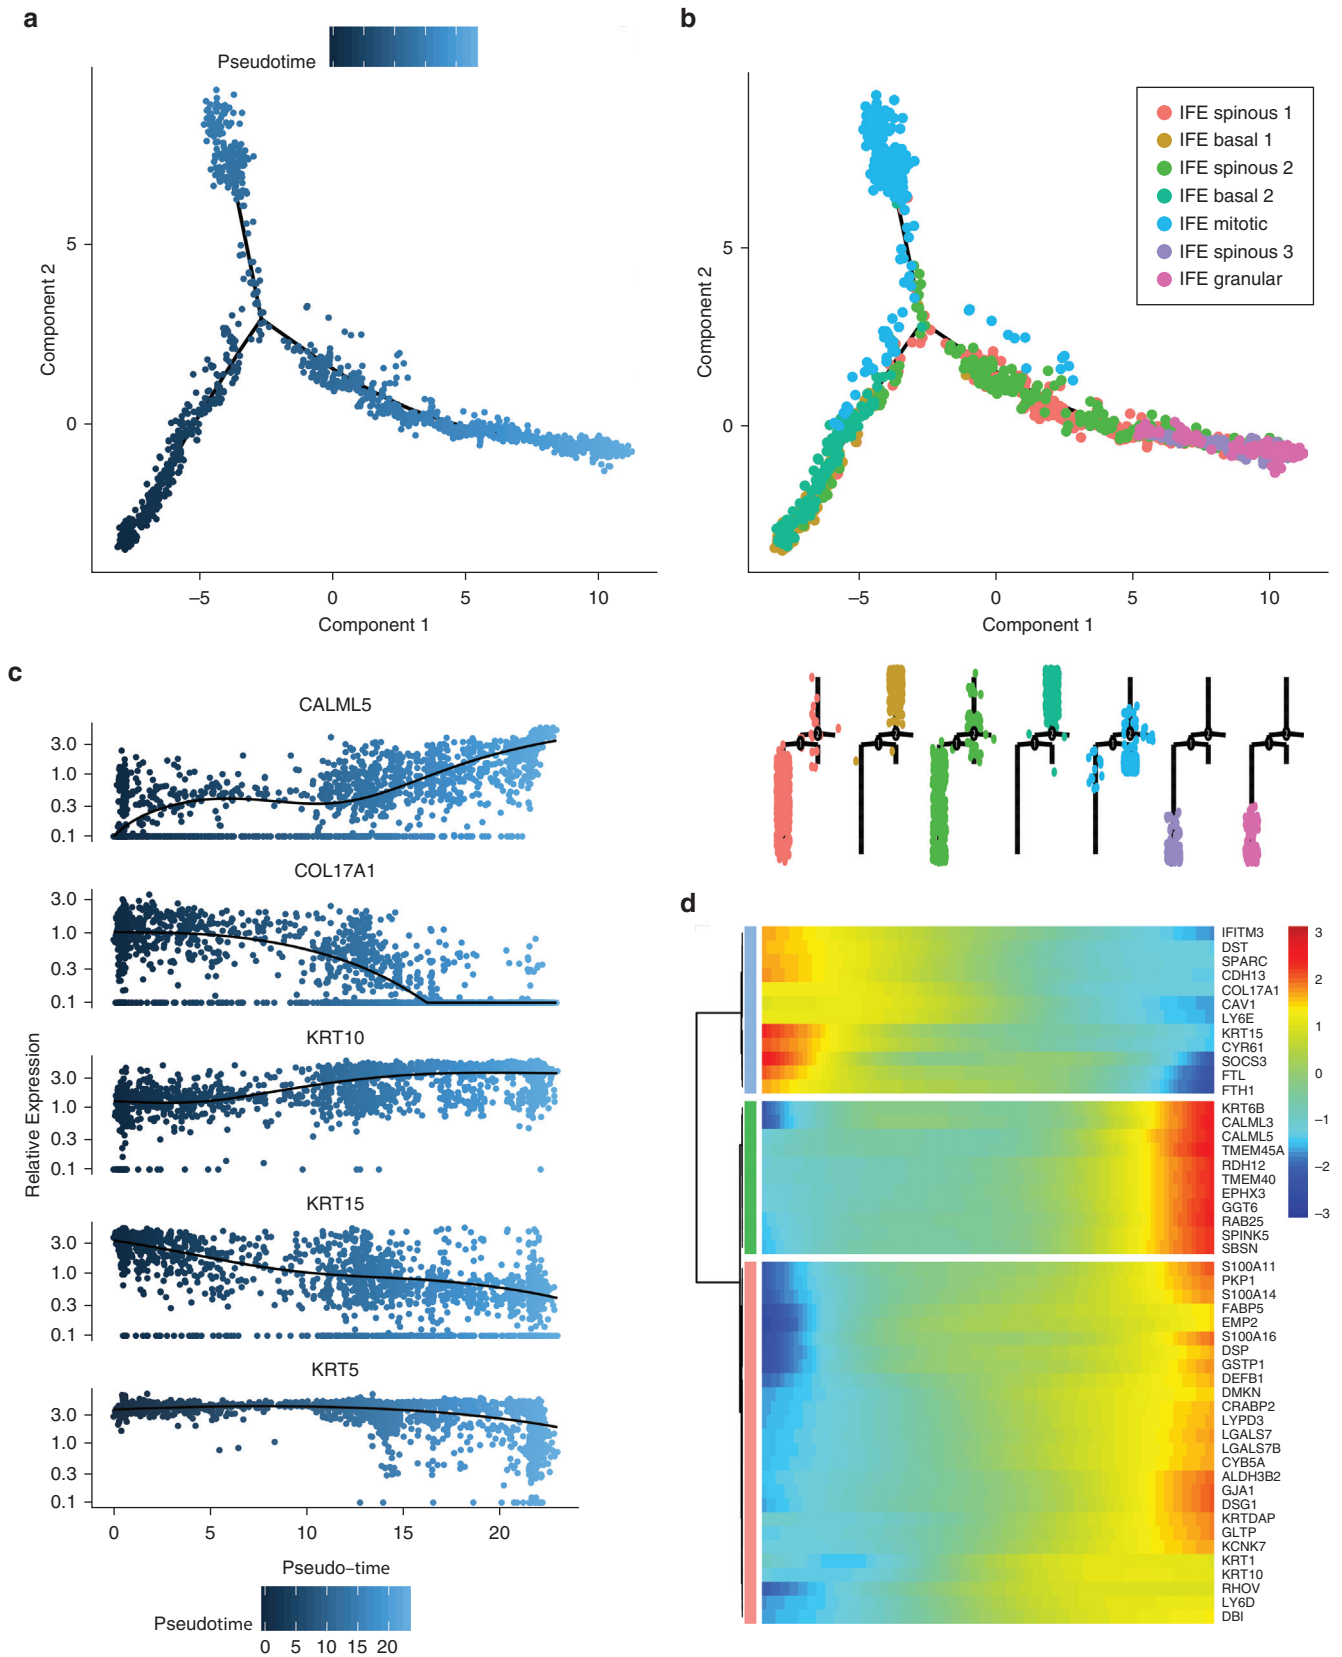 a
Pseudotime
5
0
Component 2
–5 0 5 10
Component 1
b
IFE spinous 1
IFE basal 1
IFE spinous 2
IFE basal 2
IFE mitotic
IFE spinous 3
IFE granular
5
0
Component 2
–5 0 5 10
Component 1
c
CALML5
3.0
1.0
0.3
0.1
COL17A1
3.0
1.0
0.3
0.1
KRT10
3.0
1.0
0.3
0.1
KRT15
3.0
1.0
0.3
0.1
KRT5
3.0
1.0
0.3
0.1
Relative Expression
0 5 10 15 20
Pseudo–time
Pseudotime
0 5 10 15 20
d
IFITM3
DST
SPARC
CDH13
COL17A1
CAV1
LY6E
KRT15
CYR61
SOCS3
FTL
FTH1
KRT6B
CALML3
CALML5
TMEM45A
RDH12
TMEM40
EPHX3
GGT6
RAB25
SPINK5
SBSN
S100A11
PKP1
S100A14
FABP5
EMP2
S100A16
DSP
GSTP1
DEFB1
DMKN
CRABP2
LYPD3
LGALS7
LGALS7B
CYB5A
ALDH3B2
GJA1
DSG1
KRTDAP
GLTP
KCNK7
KRT1
KRT10
RHOV
LY6D
DBI
3
2
1
0
–1
–2
–3